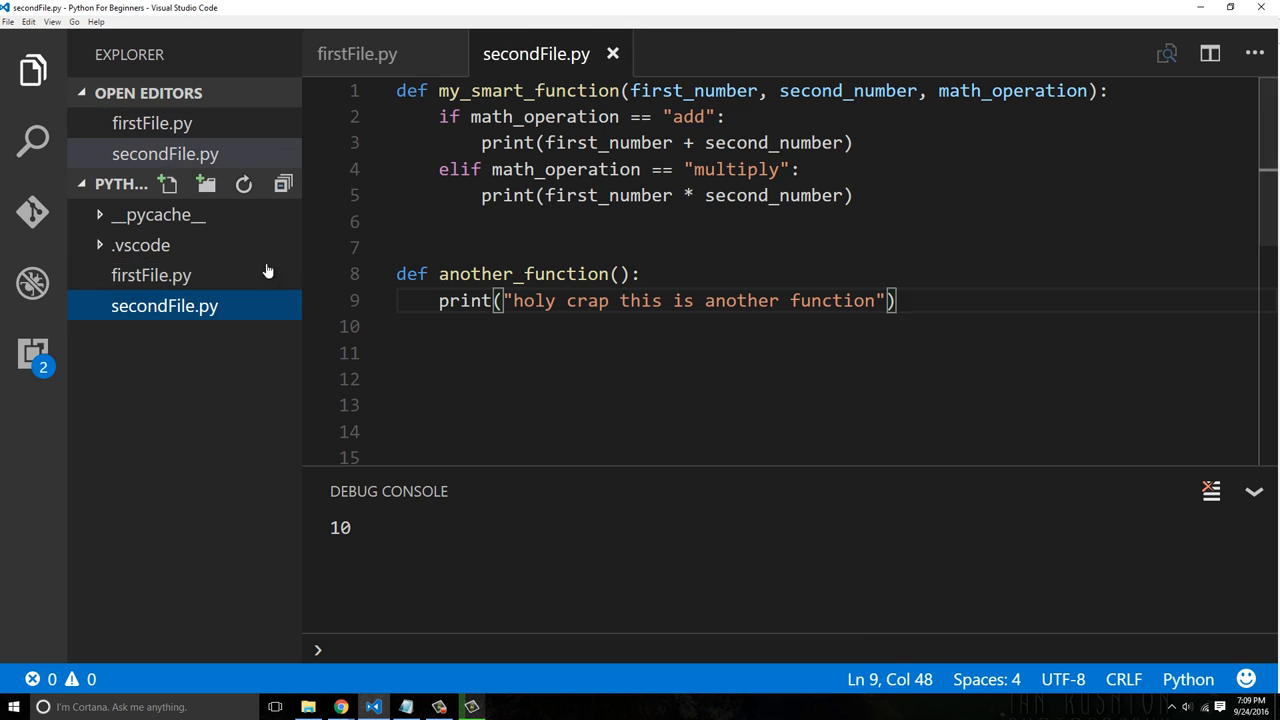 secondFile.py - Python For Beginners - Visual Studio Code
File Edit View Go Help
EXPLORER
OPEN EDITORS
firstFile.py
secondFile.py
PYTH...
__pycache__
.vscode
firstFile.py
secondFile.py
2
firstFile.py secondFile.py
1 def my_smart_function(first_number, second_number, math_operation):
2 if math_operation == "add":
3 print(first_number + second_number)
4 elif math_operation == "multiply":
5 print(first_number * second_number)
6
7
8 def another_function():
9 print("holy crap this is another function")
10
11
12
13
14
15
DEBUG CONSOLE
10
0 0 Ln 9, Col 48 Spaces: 4 UTF-8 CRLF Python
I'm Cortana. Ask me anything.
7:09 PM
9/24/2016